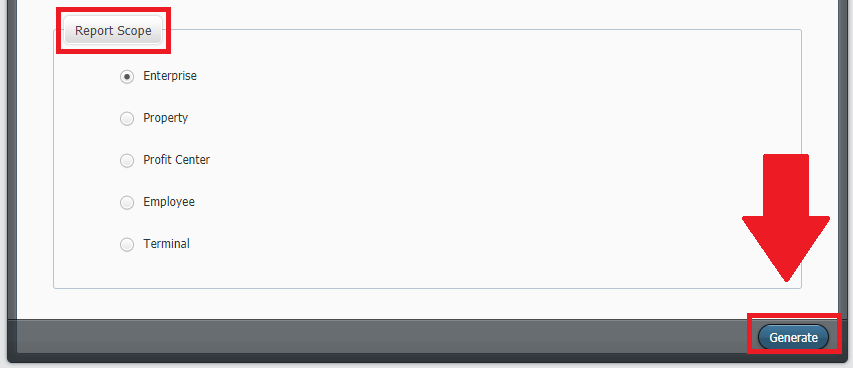 Report Scope
Enterprise
Property
Profit Center
Employee
Terminal
Generate